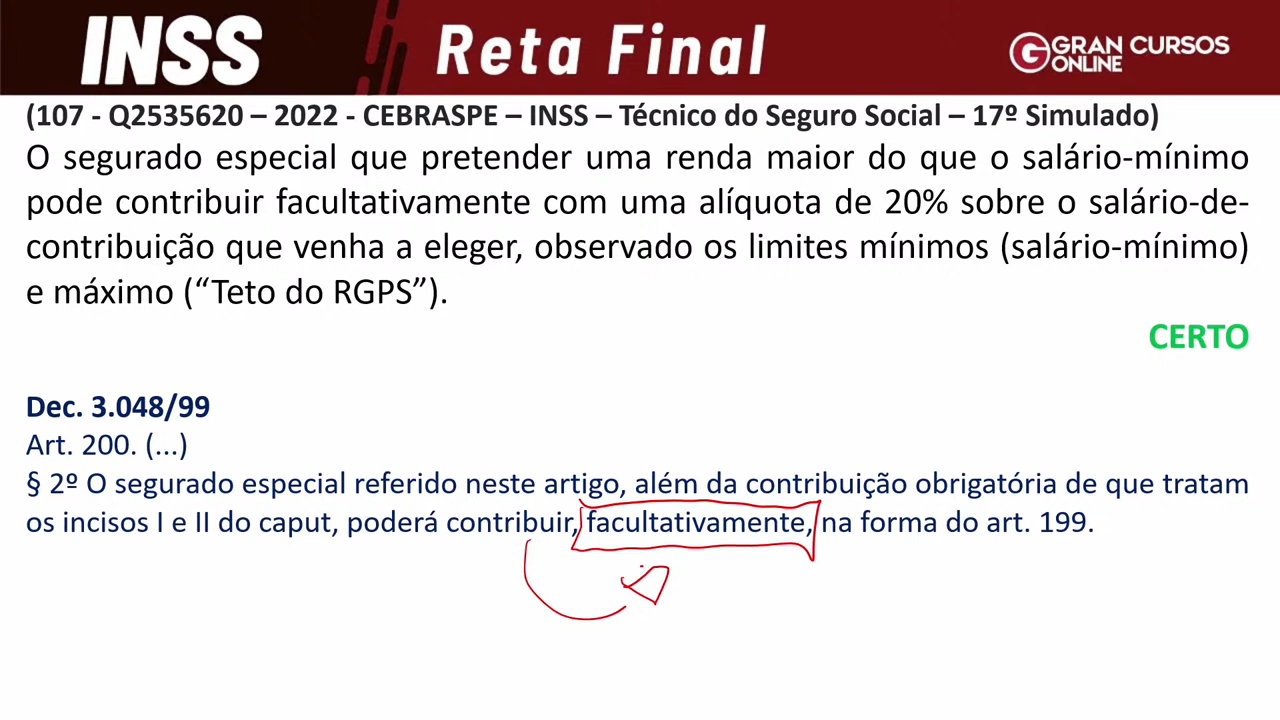 INSS
Reta Final
GRAN CURSOS
ONLINE
(107 - Q2535620 – 2022 - CEBRASPE – INSS – Técnico do Seguro Social – 17º Simulado)
O segurado especial que pretender uma renda maior do que o salário-mínimo
pode contribuir facultativamente com uma alíquota de 20% sobre o salário-de-
contribuição que venha a eleger, observado os limites mínimos (salário-mínimo)
e máximo (“Teto do RGPS”).
CERTO
Dec. 3.048/99
Art. 200. (...)
§ 2º O segurado especial referido neste artigo, além da contribuição obrigatória de que tratam
os incisos I e II do caput, poderá contribuir, facultativamente, na forma do art. 199.